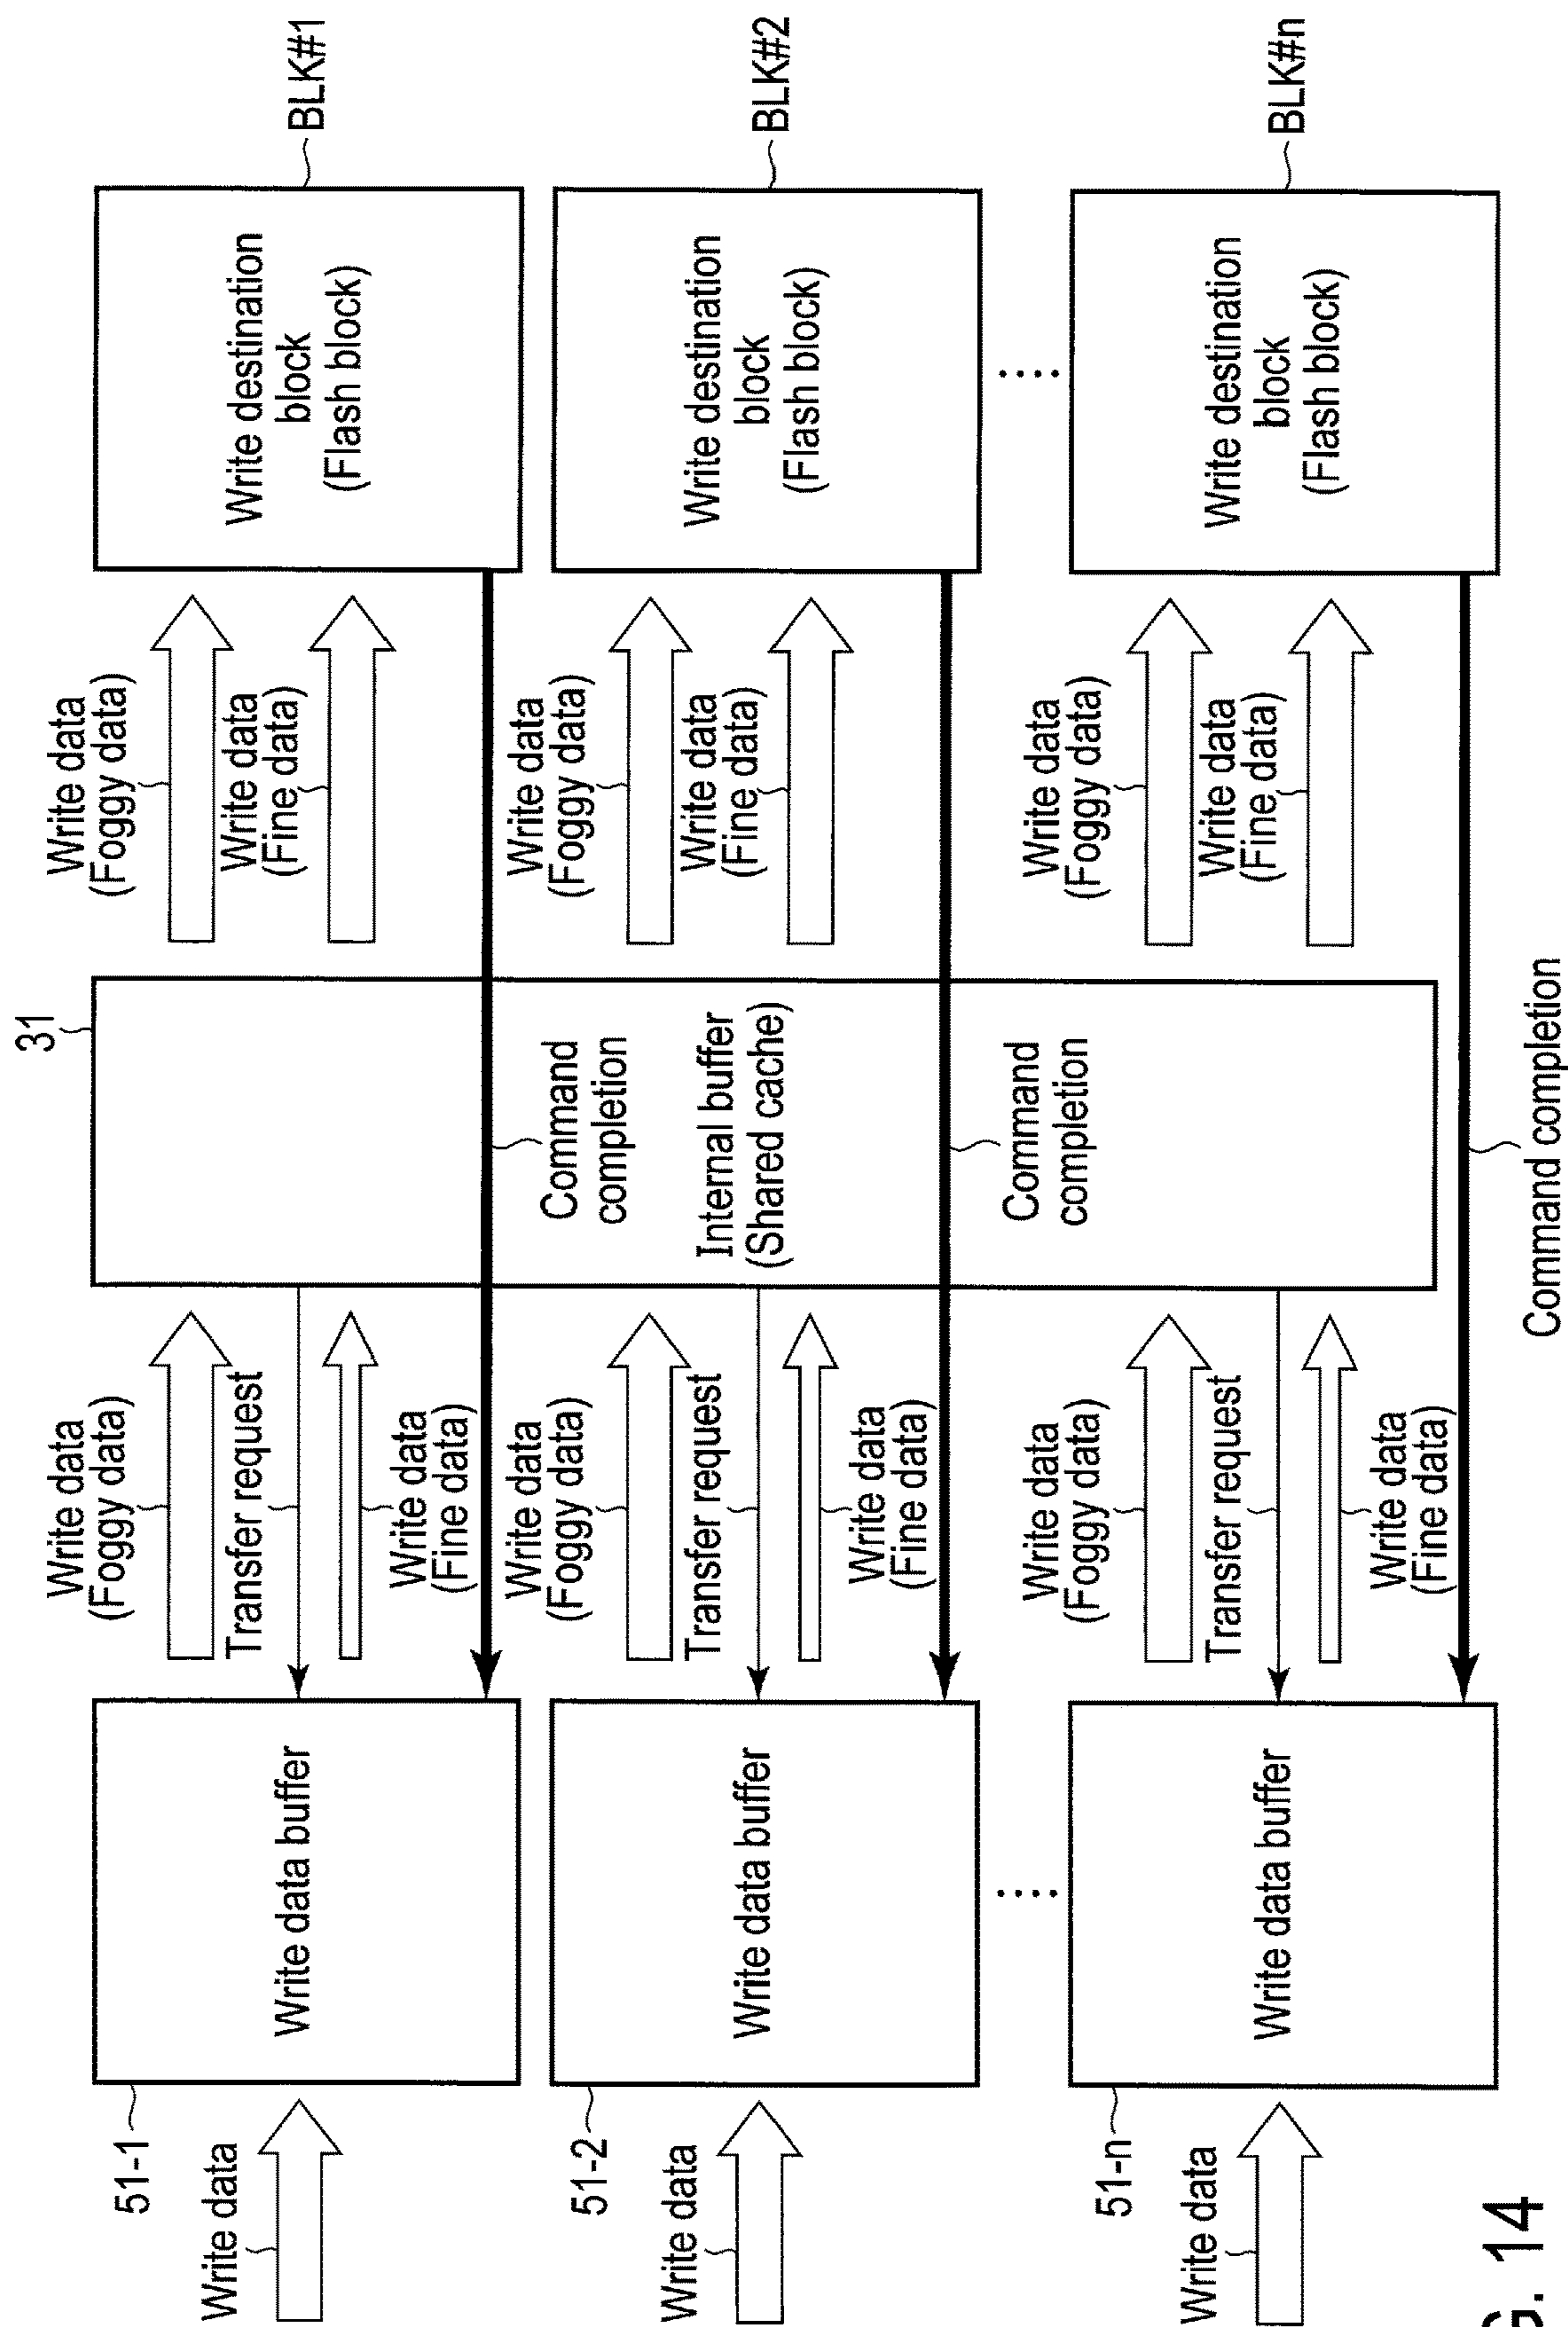 31
Write data
(Foggy data)
Write data
(Foggy data)
Transfer request
Write data
(Fine data)
Write data
(Fine data)
51-1
Write data
Write data buffer
Command
completion
Write destination
block
(Flash block)
BLK#1
Write data
(Foggy data)
Write data
(Foggy data)
Transfer request
Write data
(Fine data)
Write data
(Fine data)
51-2
Write data
Write data buffer
Internal buffer
(Shared cache)
Write destination
block
(Flash block)
BLK#2
Command
completion
....
....
Write data
(Foggy data)
Write data
(Foggy data)
Transfer request
Write data
(Fine data)
Write data
(Fine data)
51-n
Write data
Write data buffer
Write destination
block
(Flash block)
BLK#n
Command completion
14